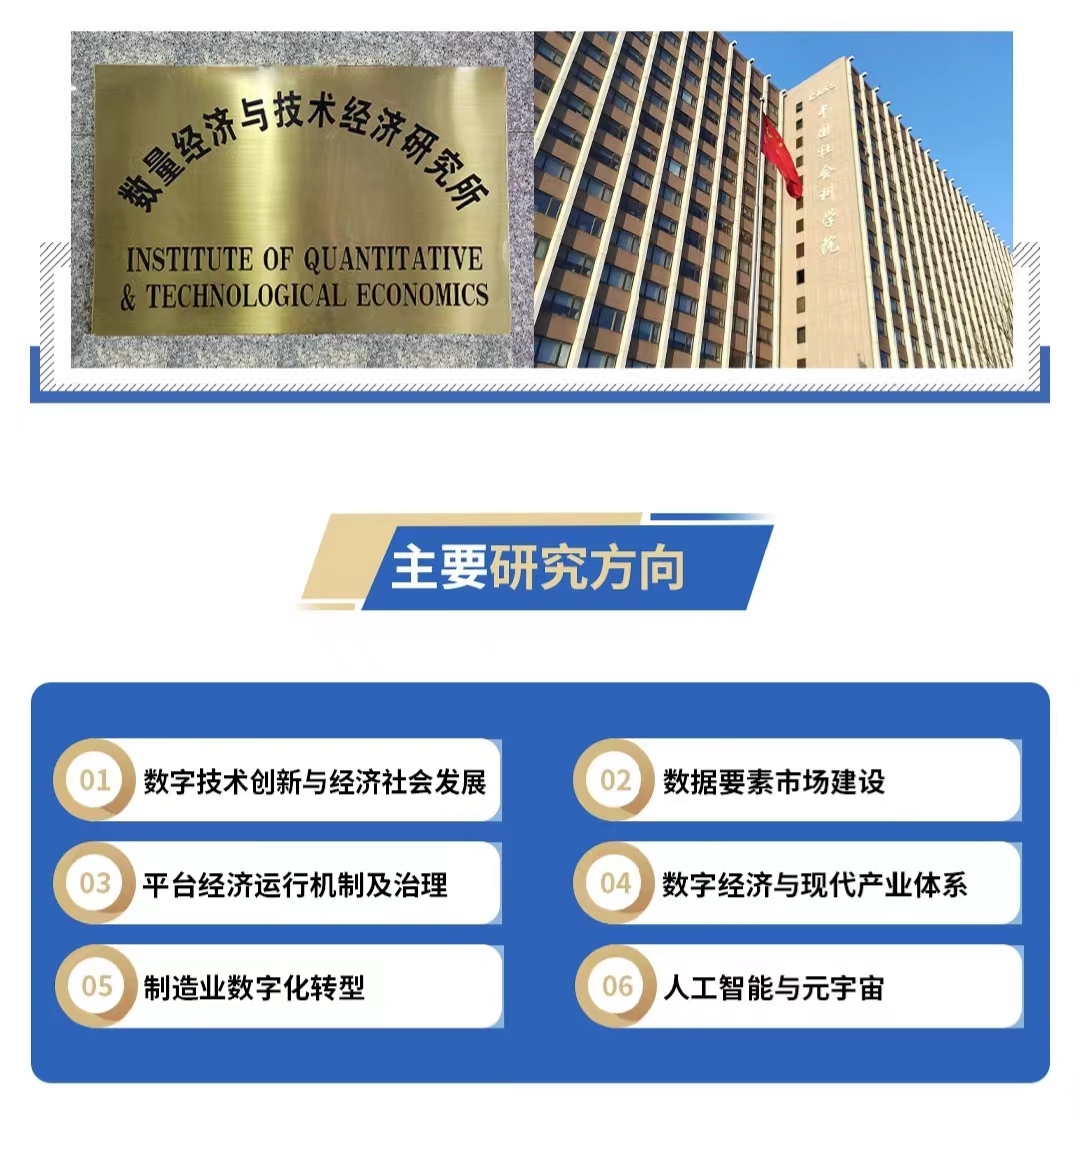 数量经济与技术经济研究所
INSTITUTE OF QUANTITATIVE
& TECHNOLOGICAL ECONOMICS
中国社会科学院
主要研究方向
01 数字技术创新与经济社会发展
02 数据要素市场建设
03 平台经济运行机制及治理
04 数字经济与现代产业体系
05 制造业数字化转型
06 人工智能与元宇宙